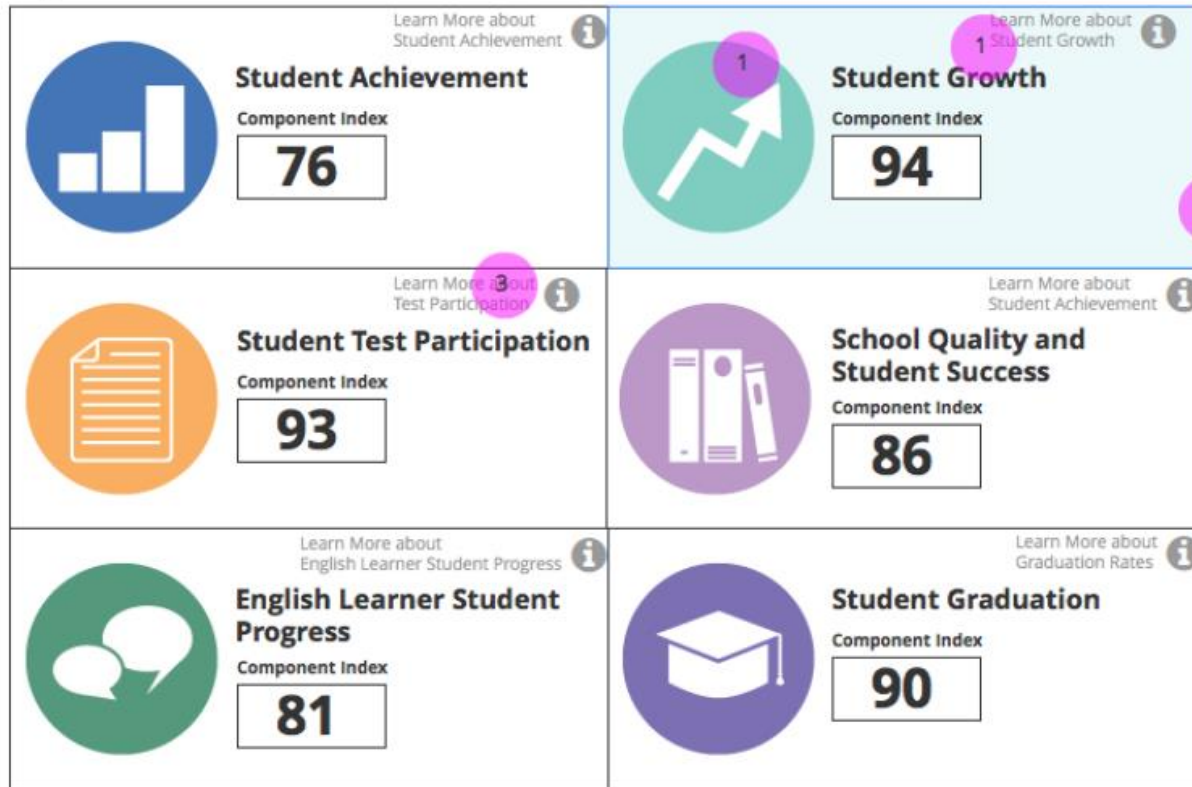 Learn More about
Student Achievement
Student Achievement
Component Index
76
Learn More about
Student Growth
1
1
Student Growth
Component Index
94
Learn More about
Test Participation
3
Student Test Participation
Component Index
93
Learn More about
Student Achievement
School Quality and
Student Success
Component Index
86
Learn More about
English Learner Student Progress
English Learner Student
Progress
Component Index
81
Learn More about
Graduation Rates
Student Graduation
Component Index
90